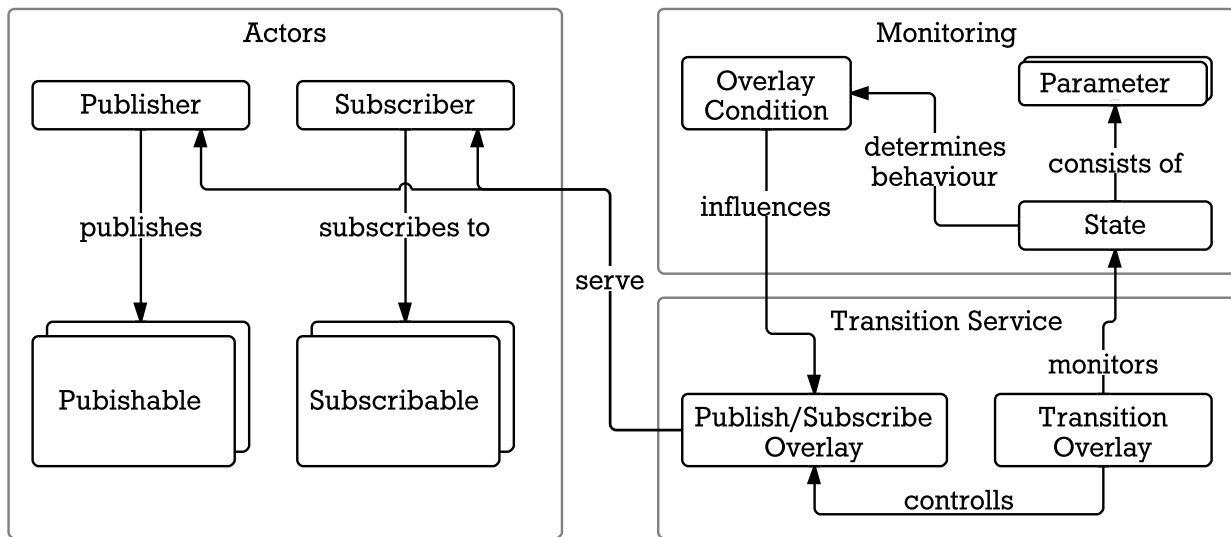 Actors
Publisher
Subscriber
publishes
subscribes to
Pubishable
Subscribable
serve
Monitoring
Overlay
Condition
Parameter
determines
behaviour
consists of
influences
State
Transition Service
monitors
Publish/Subscribe
Overlay
Transition
Overlay
controlls